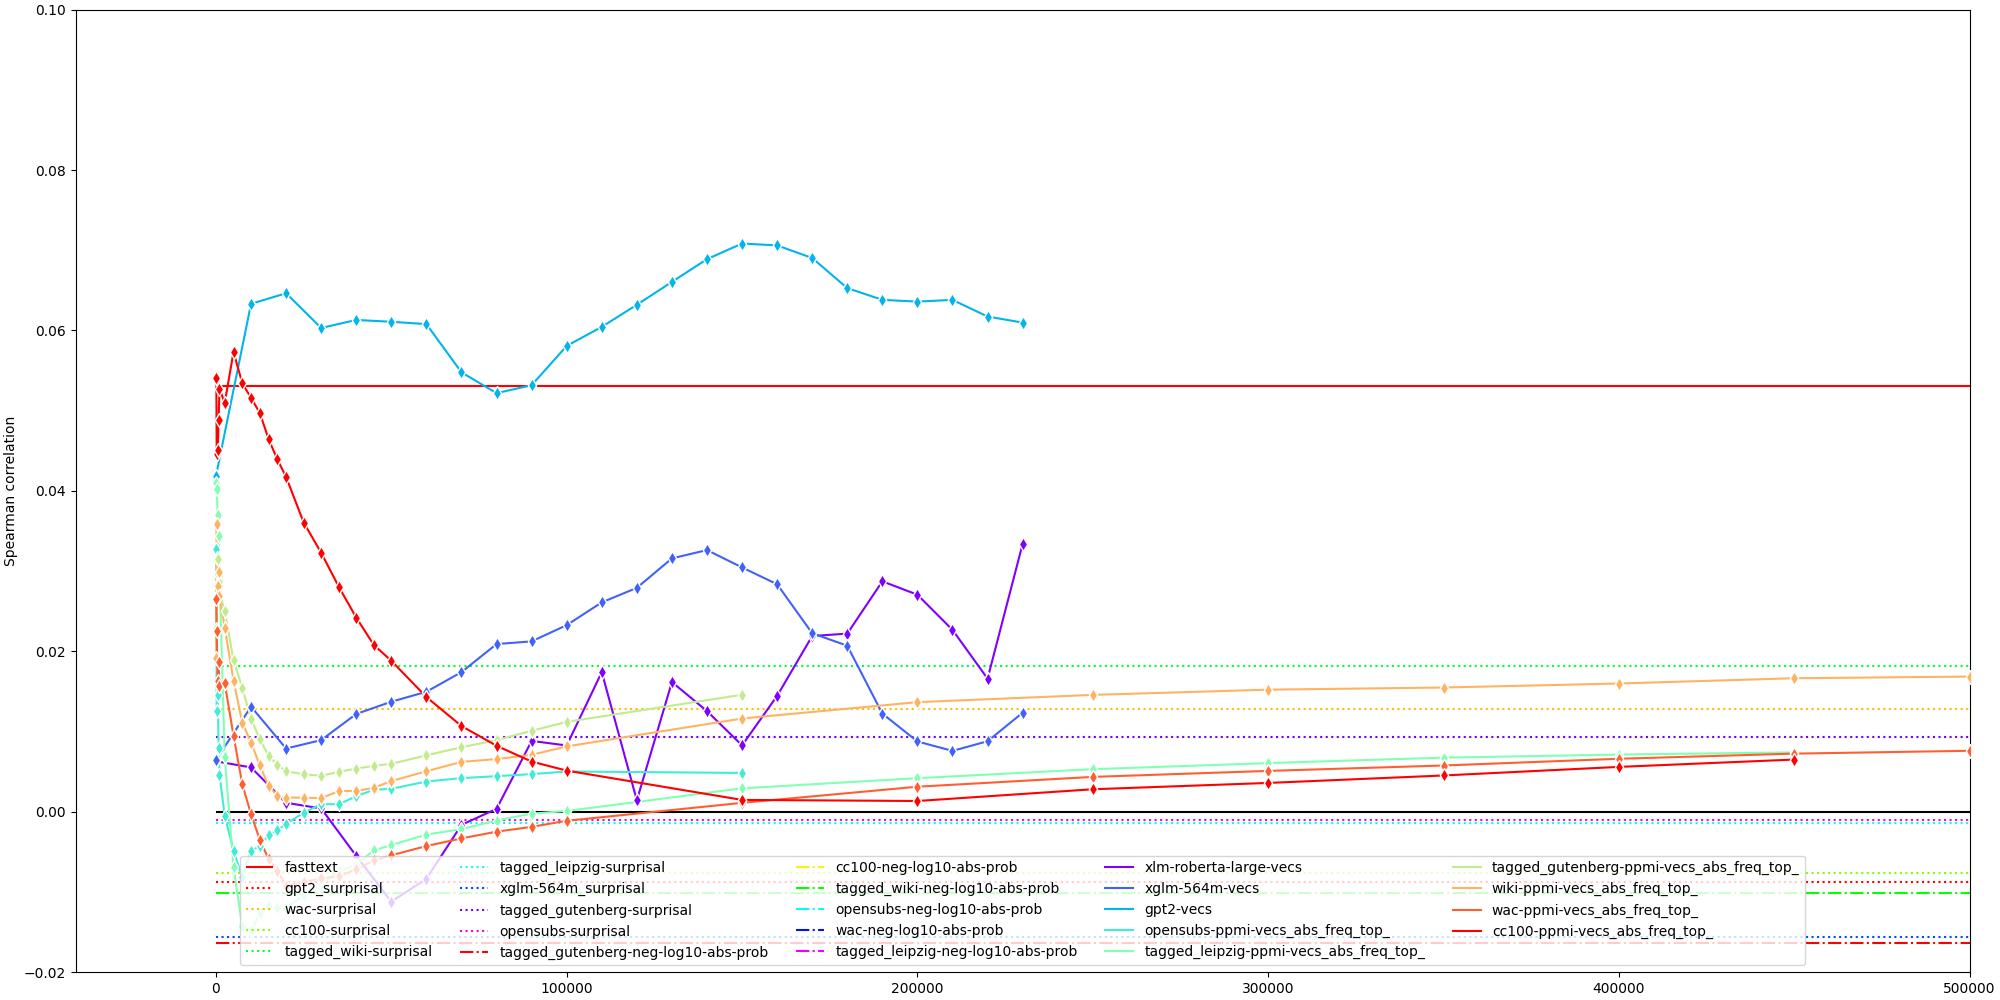 0.10
0.08
0.06
0.04
0.02
0.00
−0.02
Spearman correlation
0
100000
200000
300000
400000
500000
fasttext
gpt2_surprisal
wac-surprisal
cc100-surprisal
tagged_wiki-surprisal
tagged_leipzig-surprisal
xglm-564m_surprisal
tagged_gutenberg-surprisal
opensubs-surprisal
tagged_gutenberg-neg-log10-abs-prob
cc100-neg-log10-abs-prob
tagged_wiki-neg-log10-abs-prob
opensubs-neg-log10-abs-prob
wac-neg-log10-abs-prob
tagged_leipzig-neg-log10-abs-prob
xlm-roberta-large-vecs
xglm-564m-vecs
gpt2-vecs
opensubs-ppmi-vecs_abs_freq_top_
tagged_leipzig-ppmi-vecs_abs_freq_top_
tagged_gutenberg-ppmi-vecs_abs_freq_top_
wiki-ppmi-vecs_abs_freq_top_
wac-ppmi-vecs_abs_freq_top_
cc100-ppmi-vecs_abs_freq_top_